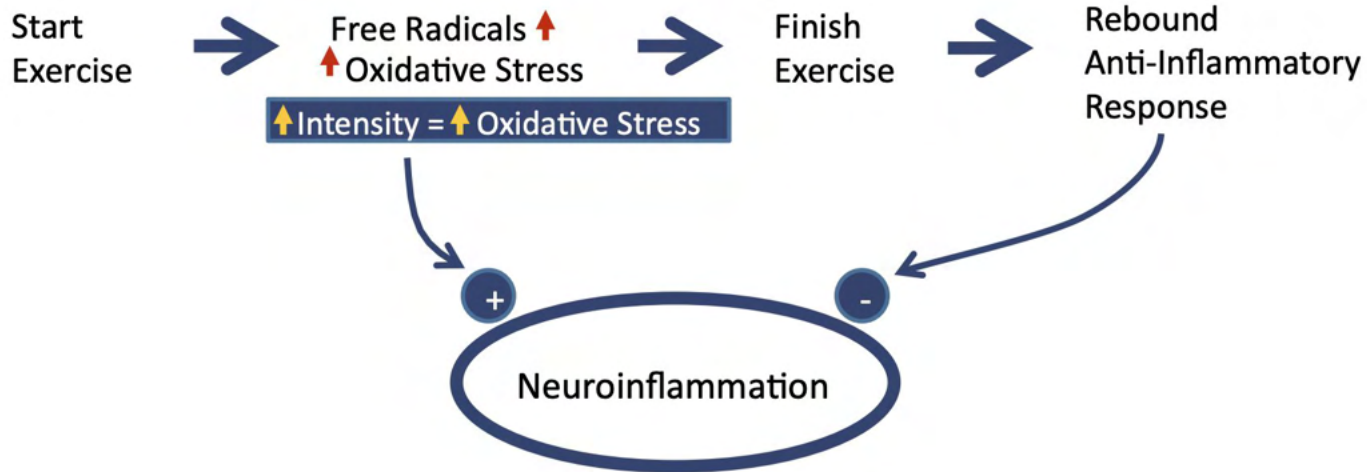 Start
Exercise
Free Radicals
Oxidative Stress
Intensity = Oxidative Stress
Finish
Exercise
Rebound
Anti-Inflammatory
Response
+
-
Neuroinflammation